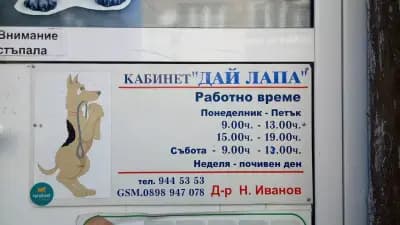 Внимание
стъпала
КАБИНЕТ "ДАЙ ЛАПА"
Работно време
Понеделник - Петък
9.00ч. - 13.00ч.
15.00ч. - 19.00ч.
Събота - 9.00ч - 13.00ч.
Неделя - почивен ден
тел. 944 53 53
GSM.0898 947 078 Д-р Н. Иванов